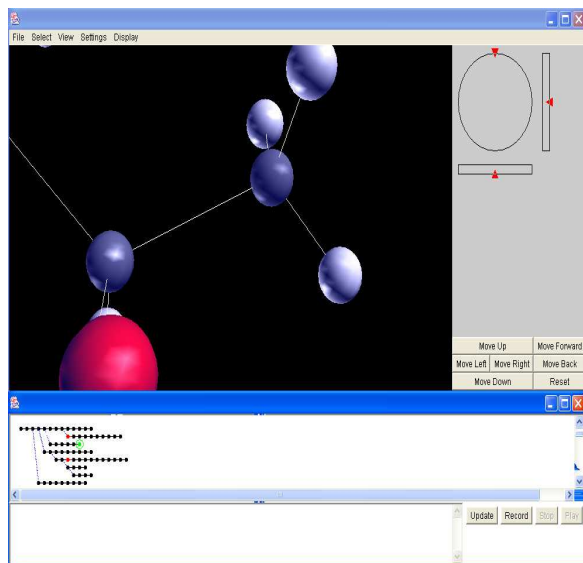 File Select View Settings Display
Move Up Move Forward
Move Left Move Right Move Back
Move Down Reset
Update Record Stop Play